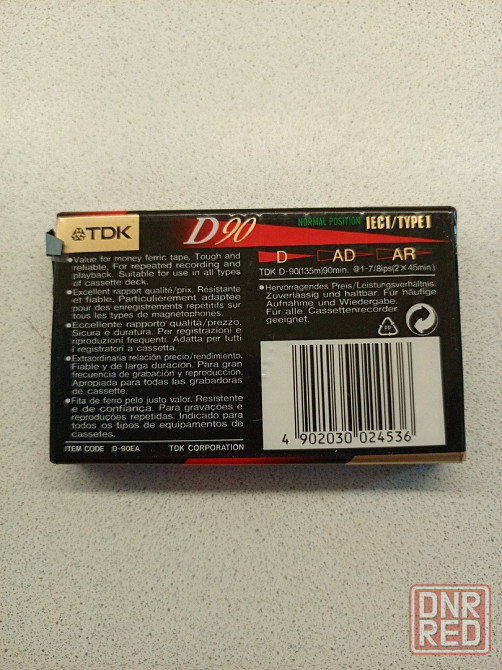 TDK
D90
NORMAL POSITION IEC I/TYPE I
D AD AR
TDK D-90(135m)90min. @1-7/8ips(2×45min.)
•Value for money ferric tape. Tough and
reliable. For repeated recording and
playback. Suitable for use in all types
of cassette deck.
•Excellent rapport qualité/prix. Résistante
et fiable. Particulièrement adaptée
pour des enregistrements repetitifs sur
tous les types de magnetophones.
•Eccellente rapporto qualità/prezzo.
Sicura e duratura. Per registrazioni e
riproduzioni frequenti. Adatta per tutti
i registratori a cassetta.
•Extraordinaria relación precio/rendimiento.
Fiable y de larga duración. Para gran
frecuencia de grabación y reproducción.
Apropiada para todas las grabadoras
de cassette.
•Fita de ferro pelo justo valor. Resistente
e de confiança. Para gravações e
reproduções repetidas. Indicado para
todos os tipos de equipamentos de
cassetes.
•Hervorragendes Preis/Leistungsverhältnis.
Zuverlässig und haltbar. Für häufige
Aufnahme und Wiedergabe.
Für alle Cassettenrecorder
geeignet.
PP
4 902030 024536
ITEM CODE D-90EA TDK CORPORATION
DNR
RED